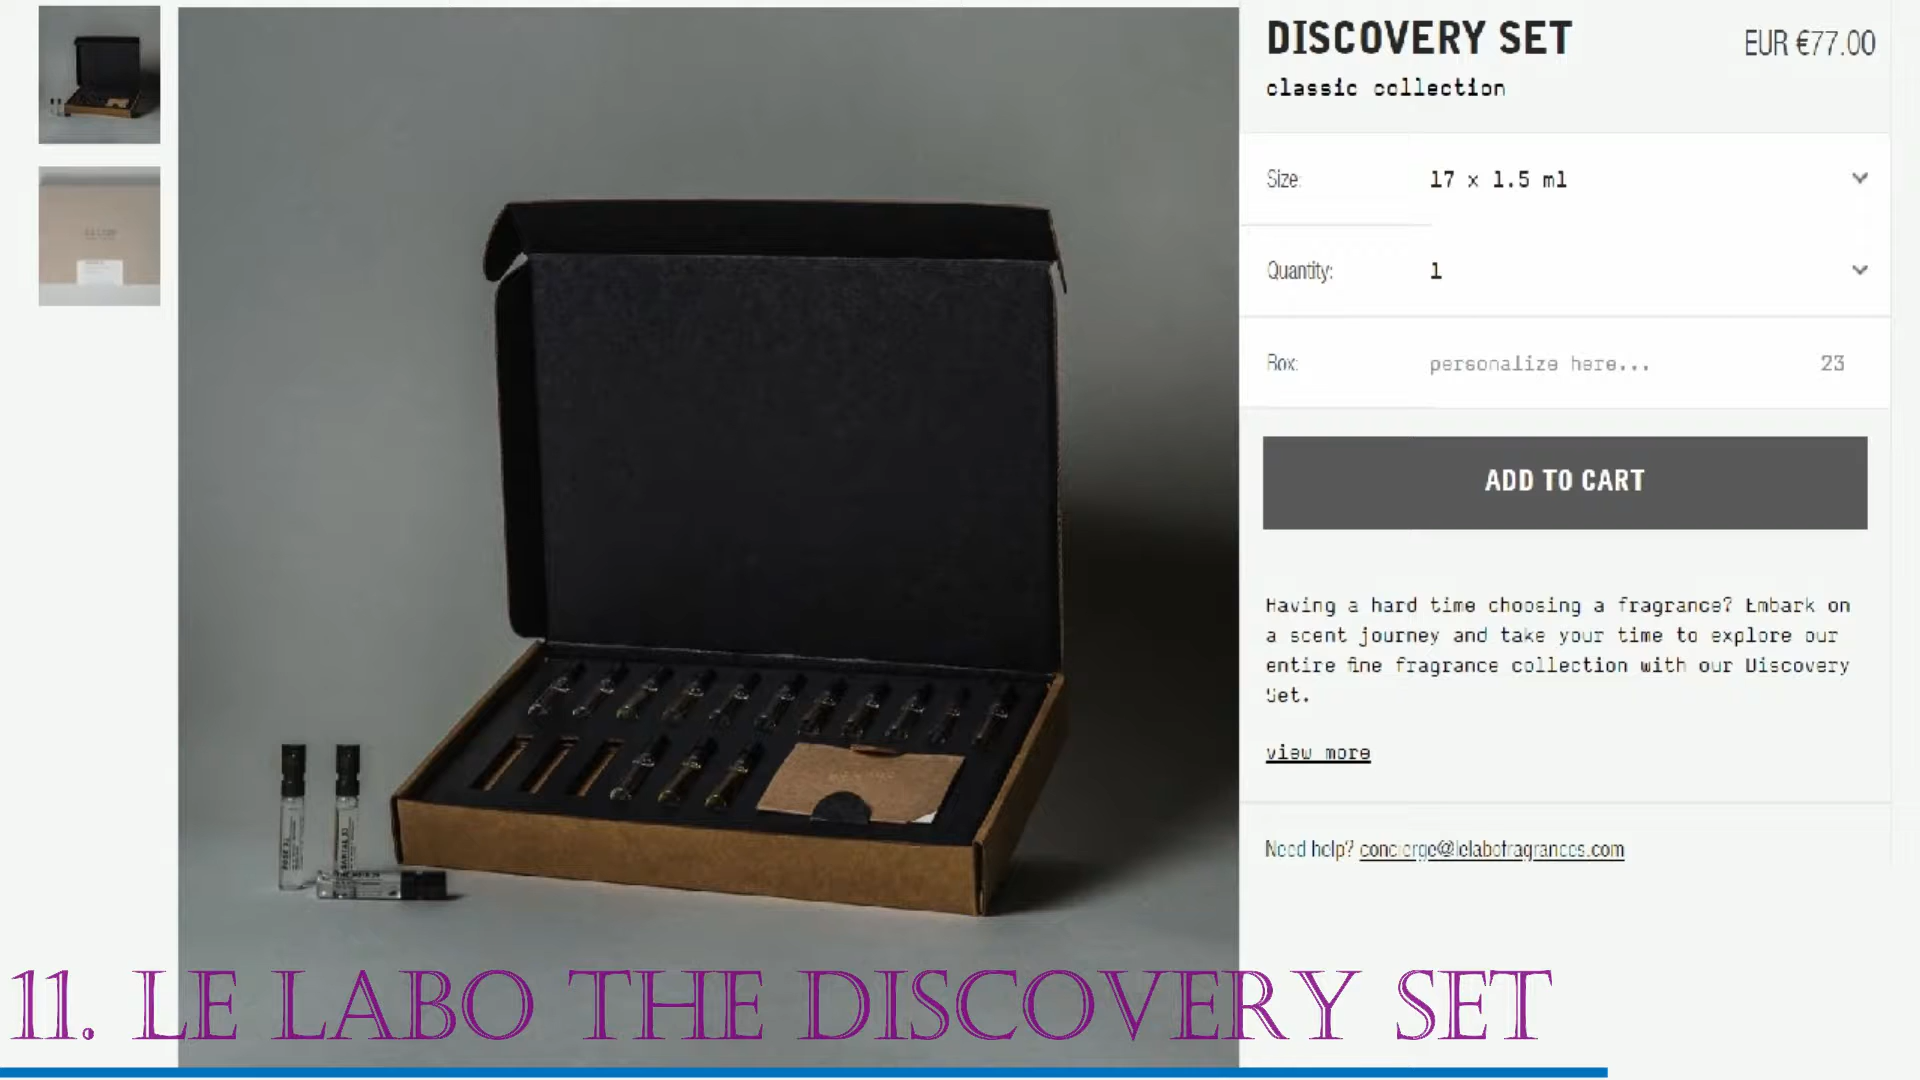 DISCOVERY SET
EUR €77.00
classic collection
Size:
17 x 1.5 ml
Quantity:
1
Box:
personalize here...
23
ADD TO CART
Having a hard time choosing a fragrance? Embark on
a scent journey and take your time to explore our
entire fine fragrance collection with our Discovery
Set.
view more
Need help? concierge@lelabofragrances.com
11. LE LABO THE DISCOVERY SET